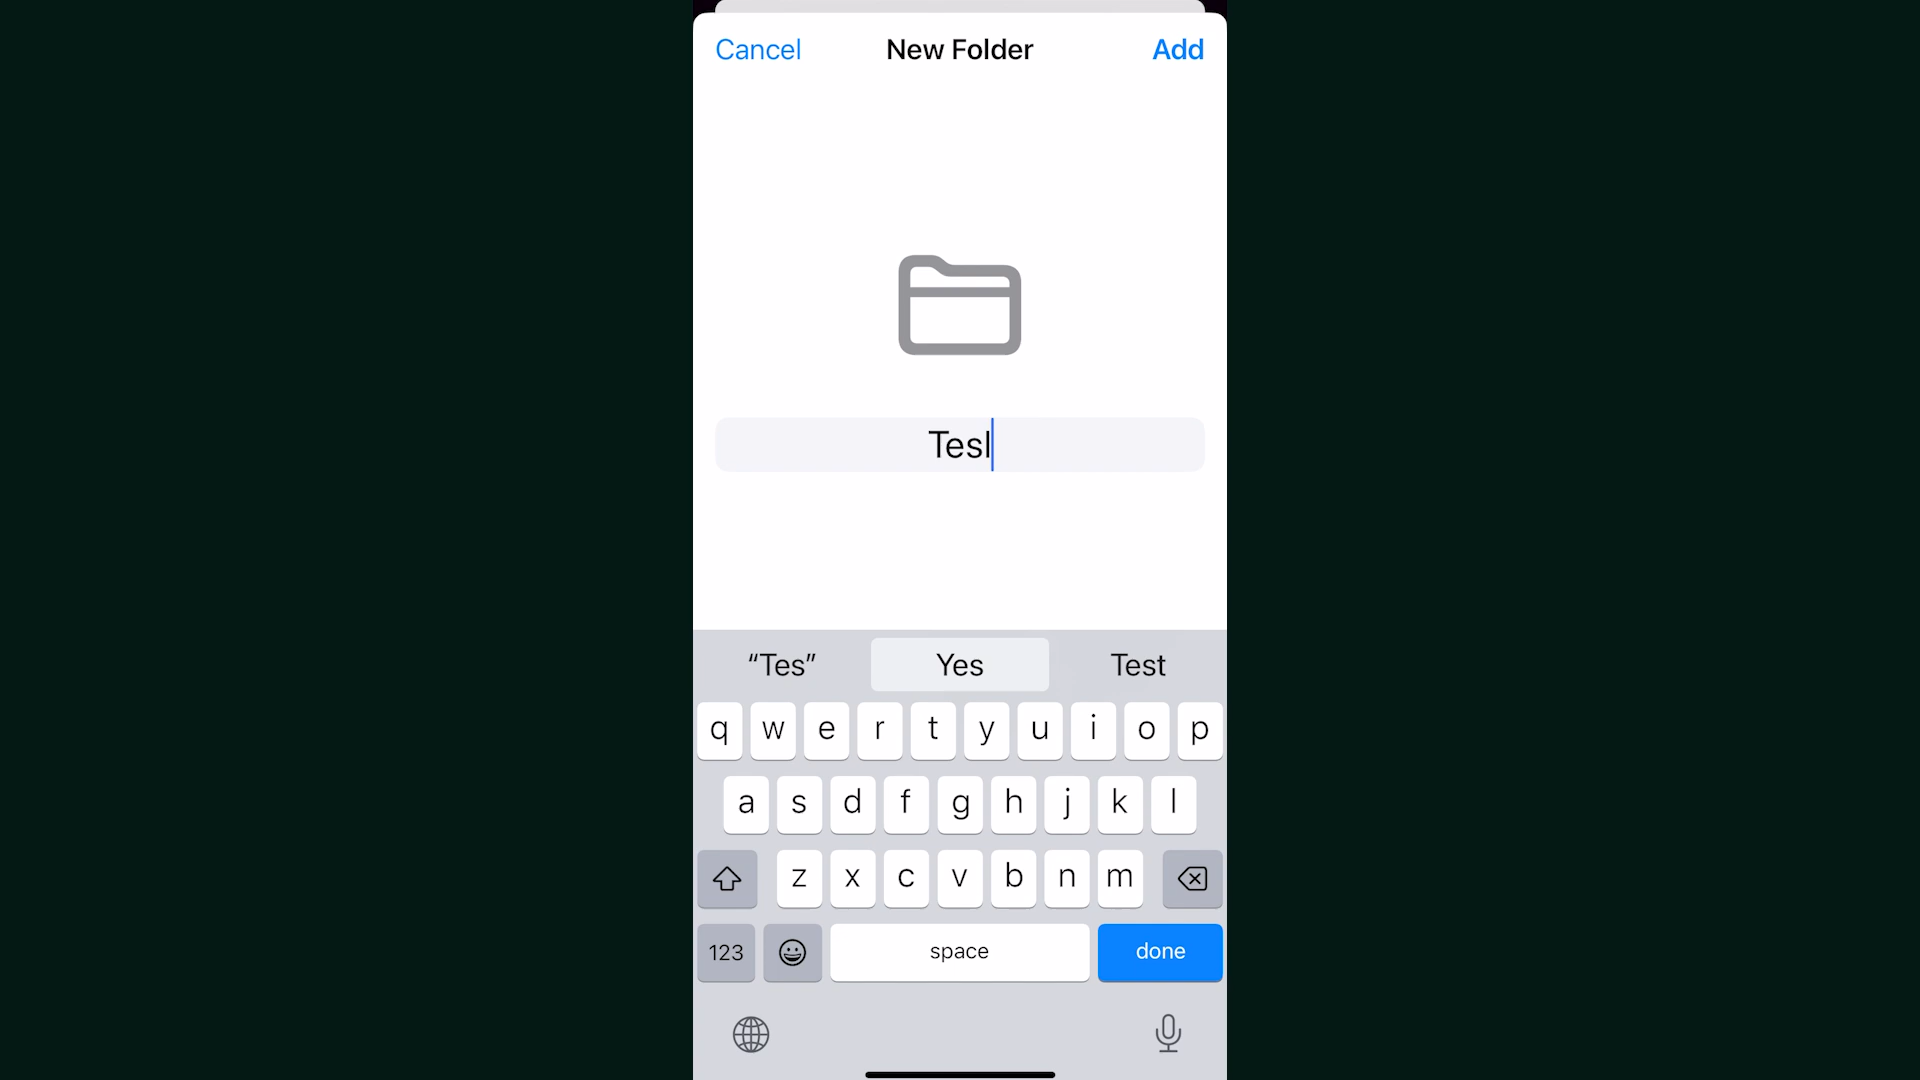 Cancel New Folder Add
Tesl
“Tes” Yes Test
q w e r t y u i o p
a s d f g h j k l
z x c v b n m
123 space done